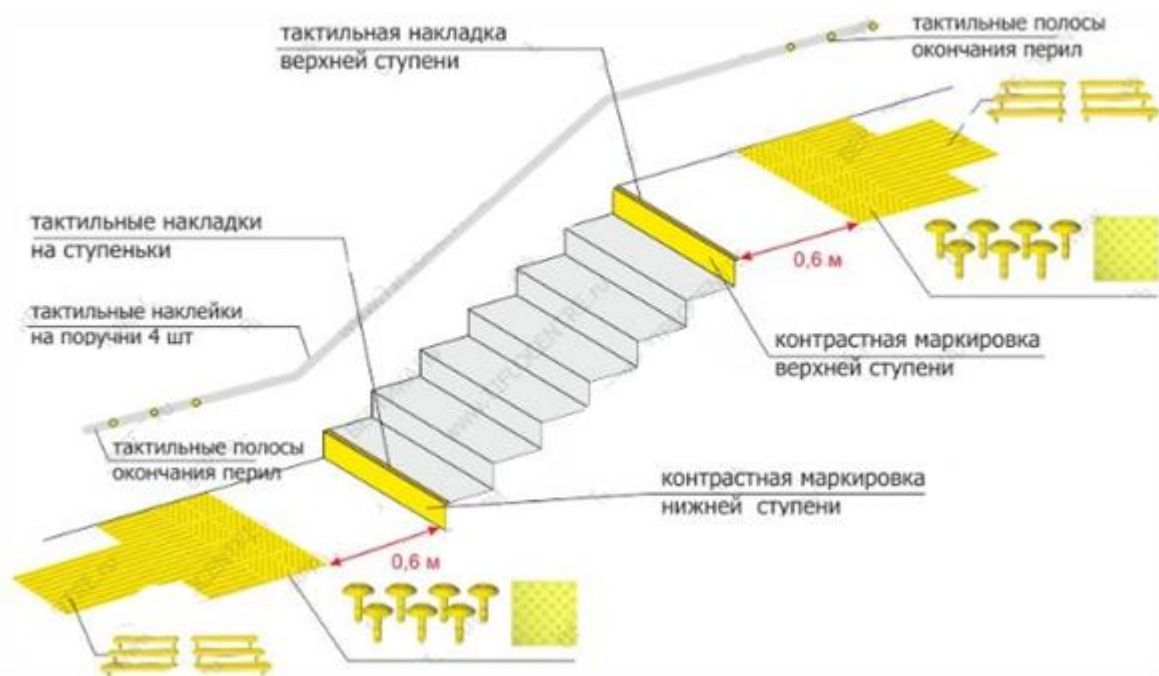 тактильная накладка
верхней ступени
тактильные полосы
окончания перил
тактильные накладки
на ступеньки
0,6 м
тактильные наклейки
на поручни 4 шт
контрастная маркировка
верхней ступени
тактильные полосы
окончания перил
контрастная маркировка
нижней ступени
0,6 м